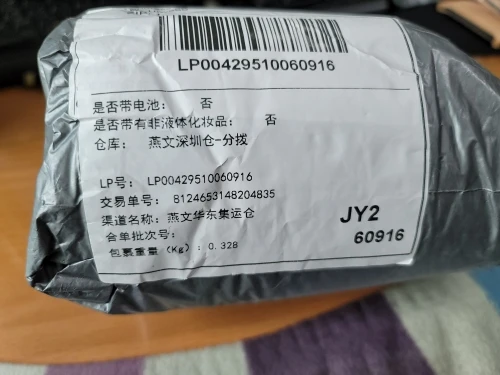 LP00429510060916
是否带电池： 否
是否带有非液体化妆品： 否
仓库： 燕文深圳仓-分拨
LP号： LP00429510060916
交易单号： 8124653148204835
渠道名称：燕文华东集运仓
合单批次号：
包裹重量（Kg）：0.328
JY2
60916